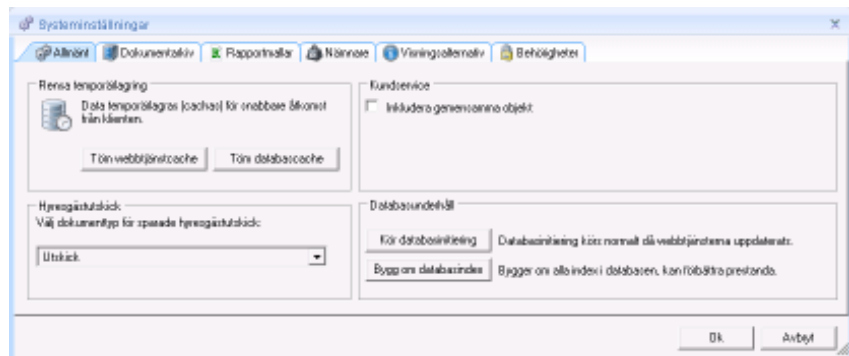 Systeminställningar
Allmänt Dokumentarkiv Rapportmallar Nämnare Visningsalternativ Behörigheter
Rensa temporärlagring
Data temporärlagras (cachas) för snabbare åtkomst
från klienten.
Töm webbtjänstcache Töm databascache
Kundservice
Inkludera gemensamma objekt
Hyresgästutskick
Välj dokumenttyp för sparade hyresgästutskick:
Utskick
Databasunderhåll
Kör databasinitiering Databasinitiering körs normalt då webbtjänsterna uppdaterats.
Bygg om databasindex Bygger om alla index i databasen, kan förbättra prestanda.
Ok Avbryt